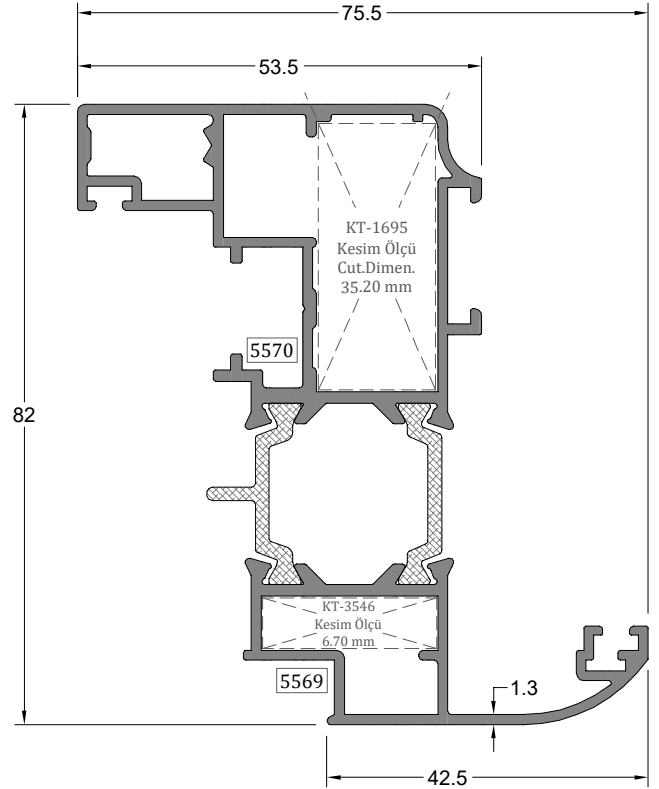 75.5
53.5
KT-1695
Kesim Ölçü
Cut.Dimen.
35.20 mm
5570
82
KT-3546
Kesim Ölçü
6.70 mm
5569
1.3
42.5